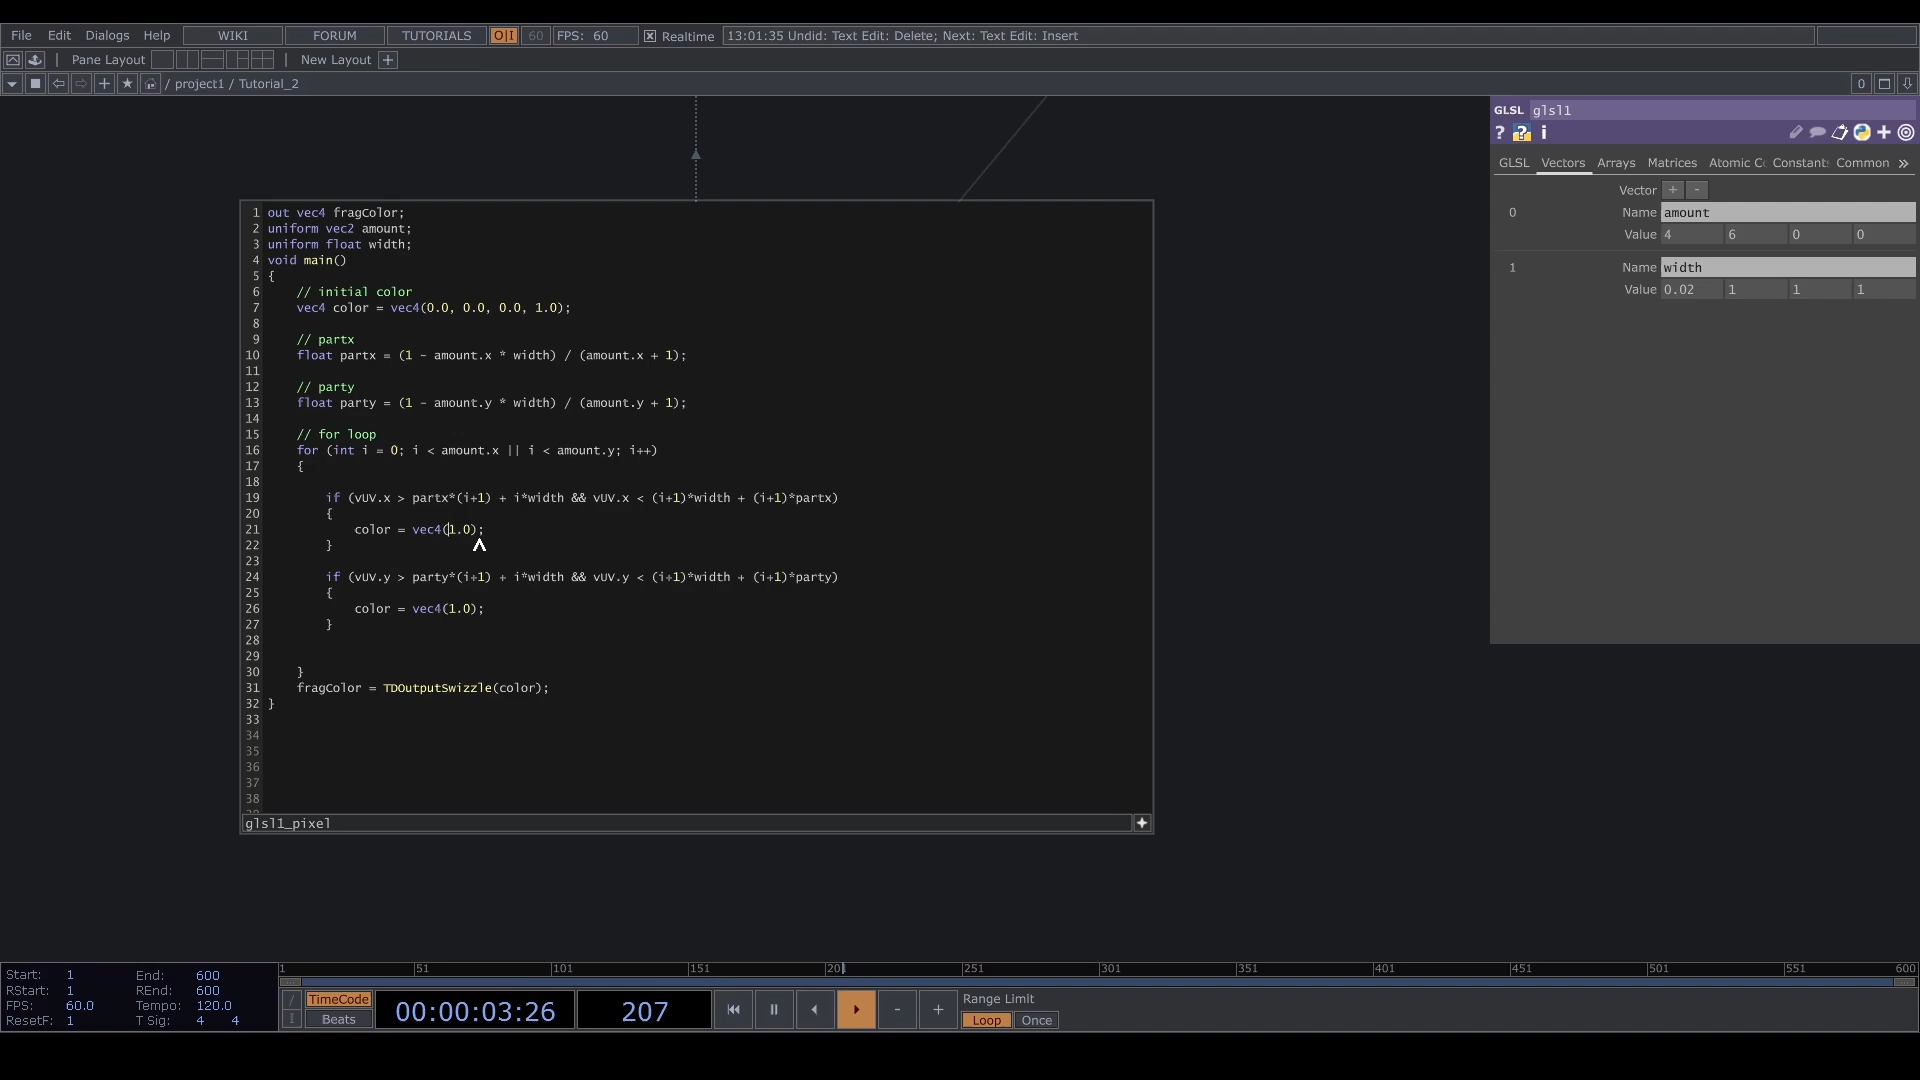 File Edit Dialogs Help WIKI FORUM TUTORIALS O|I 60 FPS: 60 Realtime 13:01:35 Undid: Text Edit: Delete; Next: Text Edit: Insert
Pane Layout New Layout +
/ project1 / Tutorial_2 0
GLSL glsl1
? ? i
GLSL Vectors Arrays Matrices Atomic C Constant Common »
Vector + -
0 Name amount
Value 4 6 0 0
1 Name width
Value 0.02 1 1 1
1 out vec4 fragColor;
2 uniform vec2 amount;
3 uniform float width;
4 void main()
5 {
6 // initial color
7 vec4 color = vec4(0.0, 0.0, 0.0, 1.0);
8
9 // partx
10 float partx = (1 - amount.x * width) / (amount.x + 1);
11
12 // party
13 float party = (1 - amount.y * width) / (amount.y + 1);
14
15 // for loop
16 for (int i = 0; i < amount.x || i < amount.y; i++)
17 {
18
19 if (vUV.x > partx*(i+1) + i*width && vUV.x < (i+1)*width + (i+1)*partx)
20 {
21 color = vec4(1.0);
22 }
23
24 if (vUV.y > party*(i+1) + i*width && vUV.y < (i+1)*width + (i+1)*party)
25 {
26 color = vec4(1.0);
27 }
28
29
30 }
31 fragColor = TDOutputSwizzle(color);
32 }
33
34
35
36
37
38
glsl1_pixel
1 51 101 151 201 251 301 351 401 451 501 551 600
Start: 1 End: 600
RStart: 1 REnd: 600
FPS: 60.0 Tempo: 120.0
ResetF: 1 T Sig: 4 4
/ TimeCode
I Beats
00:00:03:26 207 - +
Range Limit
Loop Once